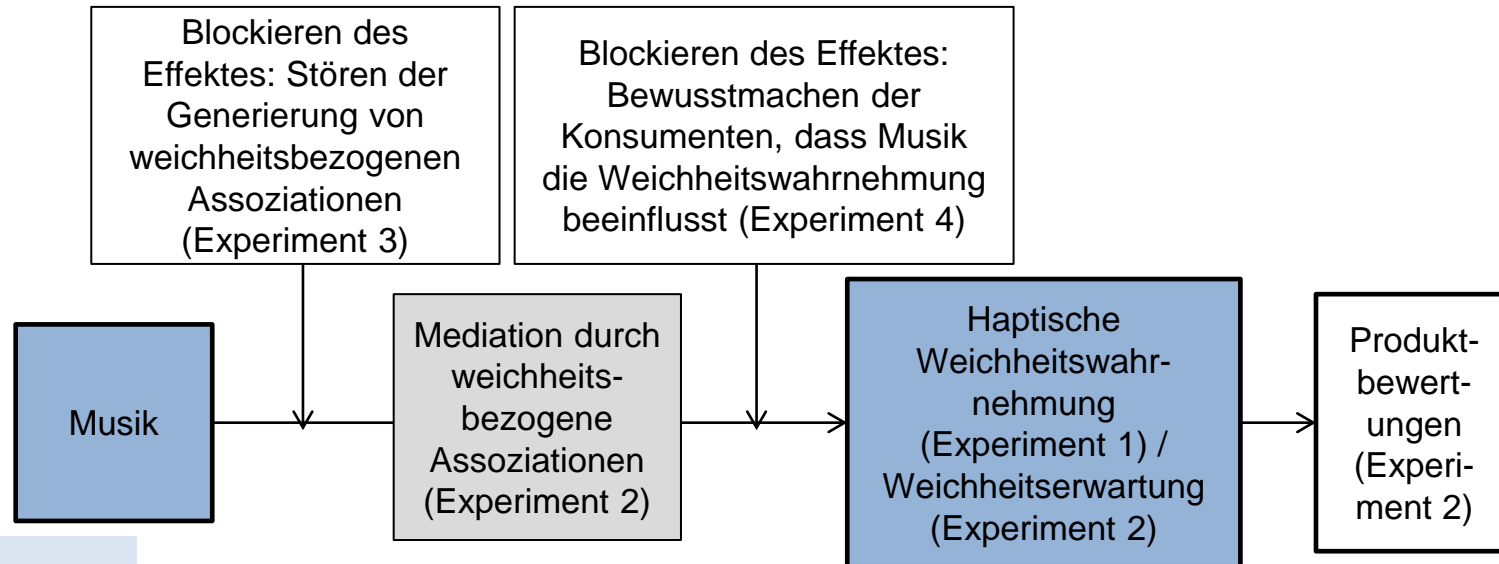 Blockieren des
Effektes: Stören der
Generierung von
weichheitsbezogenen
Assoziationen
(Experiment 3)
Blockieren des Effektes:
Bewusstmachen der
Konsumenten, dass Musik
die Weichheitswahrnehmung
beeinflusst (Experiment 4)
Musik
Mediation durch
weichheits-
bezogene
Assoziationen
(Experiment 2)
Haptische
Weichheitswahr-
nehmung
(Experiment 1) /
Weichheitserwartung
(Experiment 2)
Produkt-
bewert-
ungen
(Experi-
ment 2)